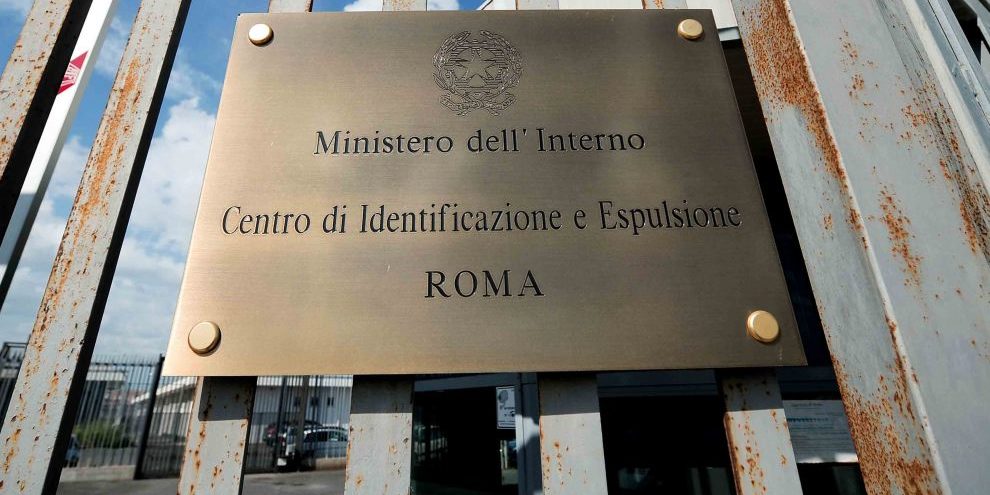 Ministero dell' Interno
Centro di Identificazione e Espulsione
ROMA